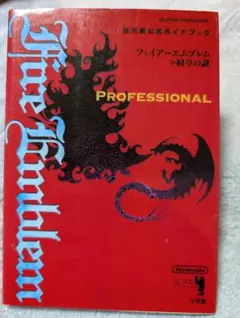 任天堂公式ガイドブック
ファイアーエムブレム
紋章の謎
PROFESSIONAL
Fire Emblem
Nintendo
小学館